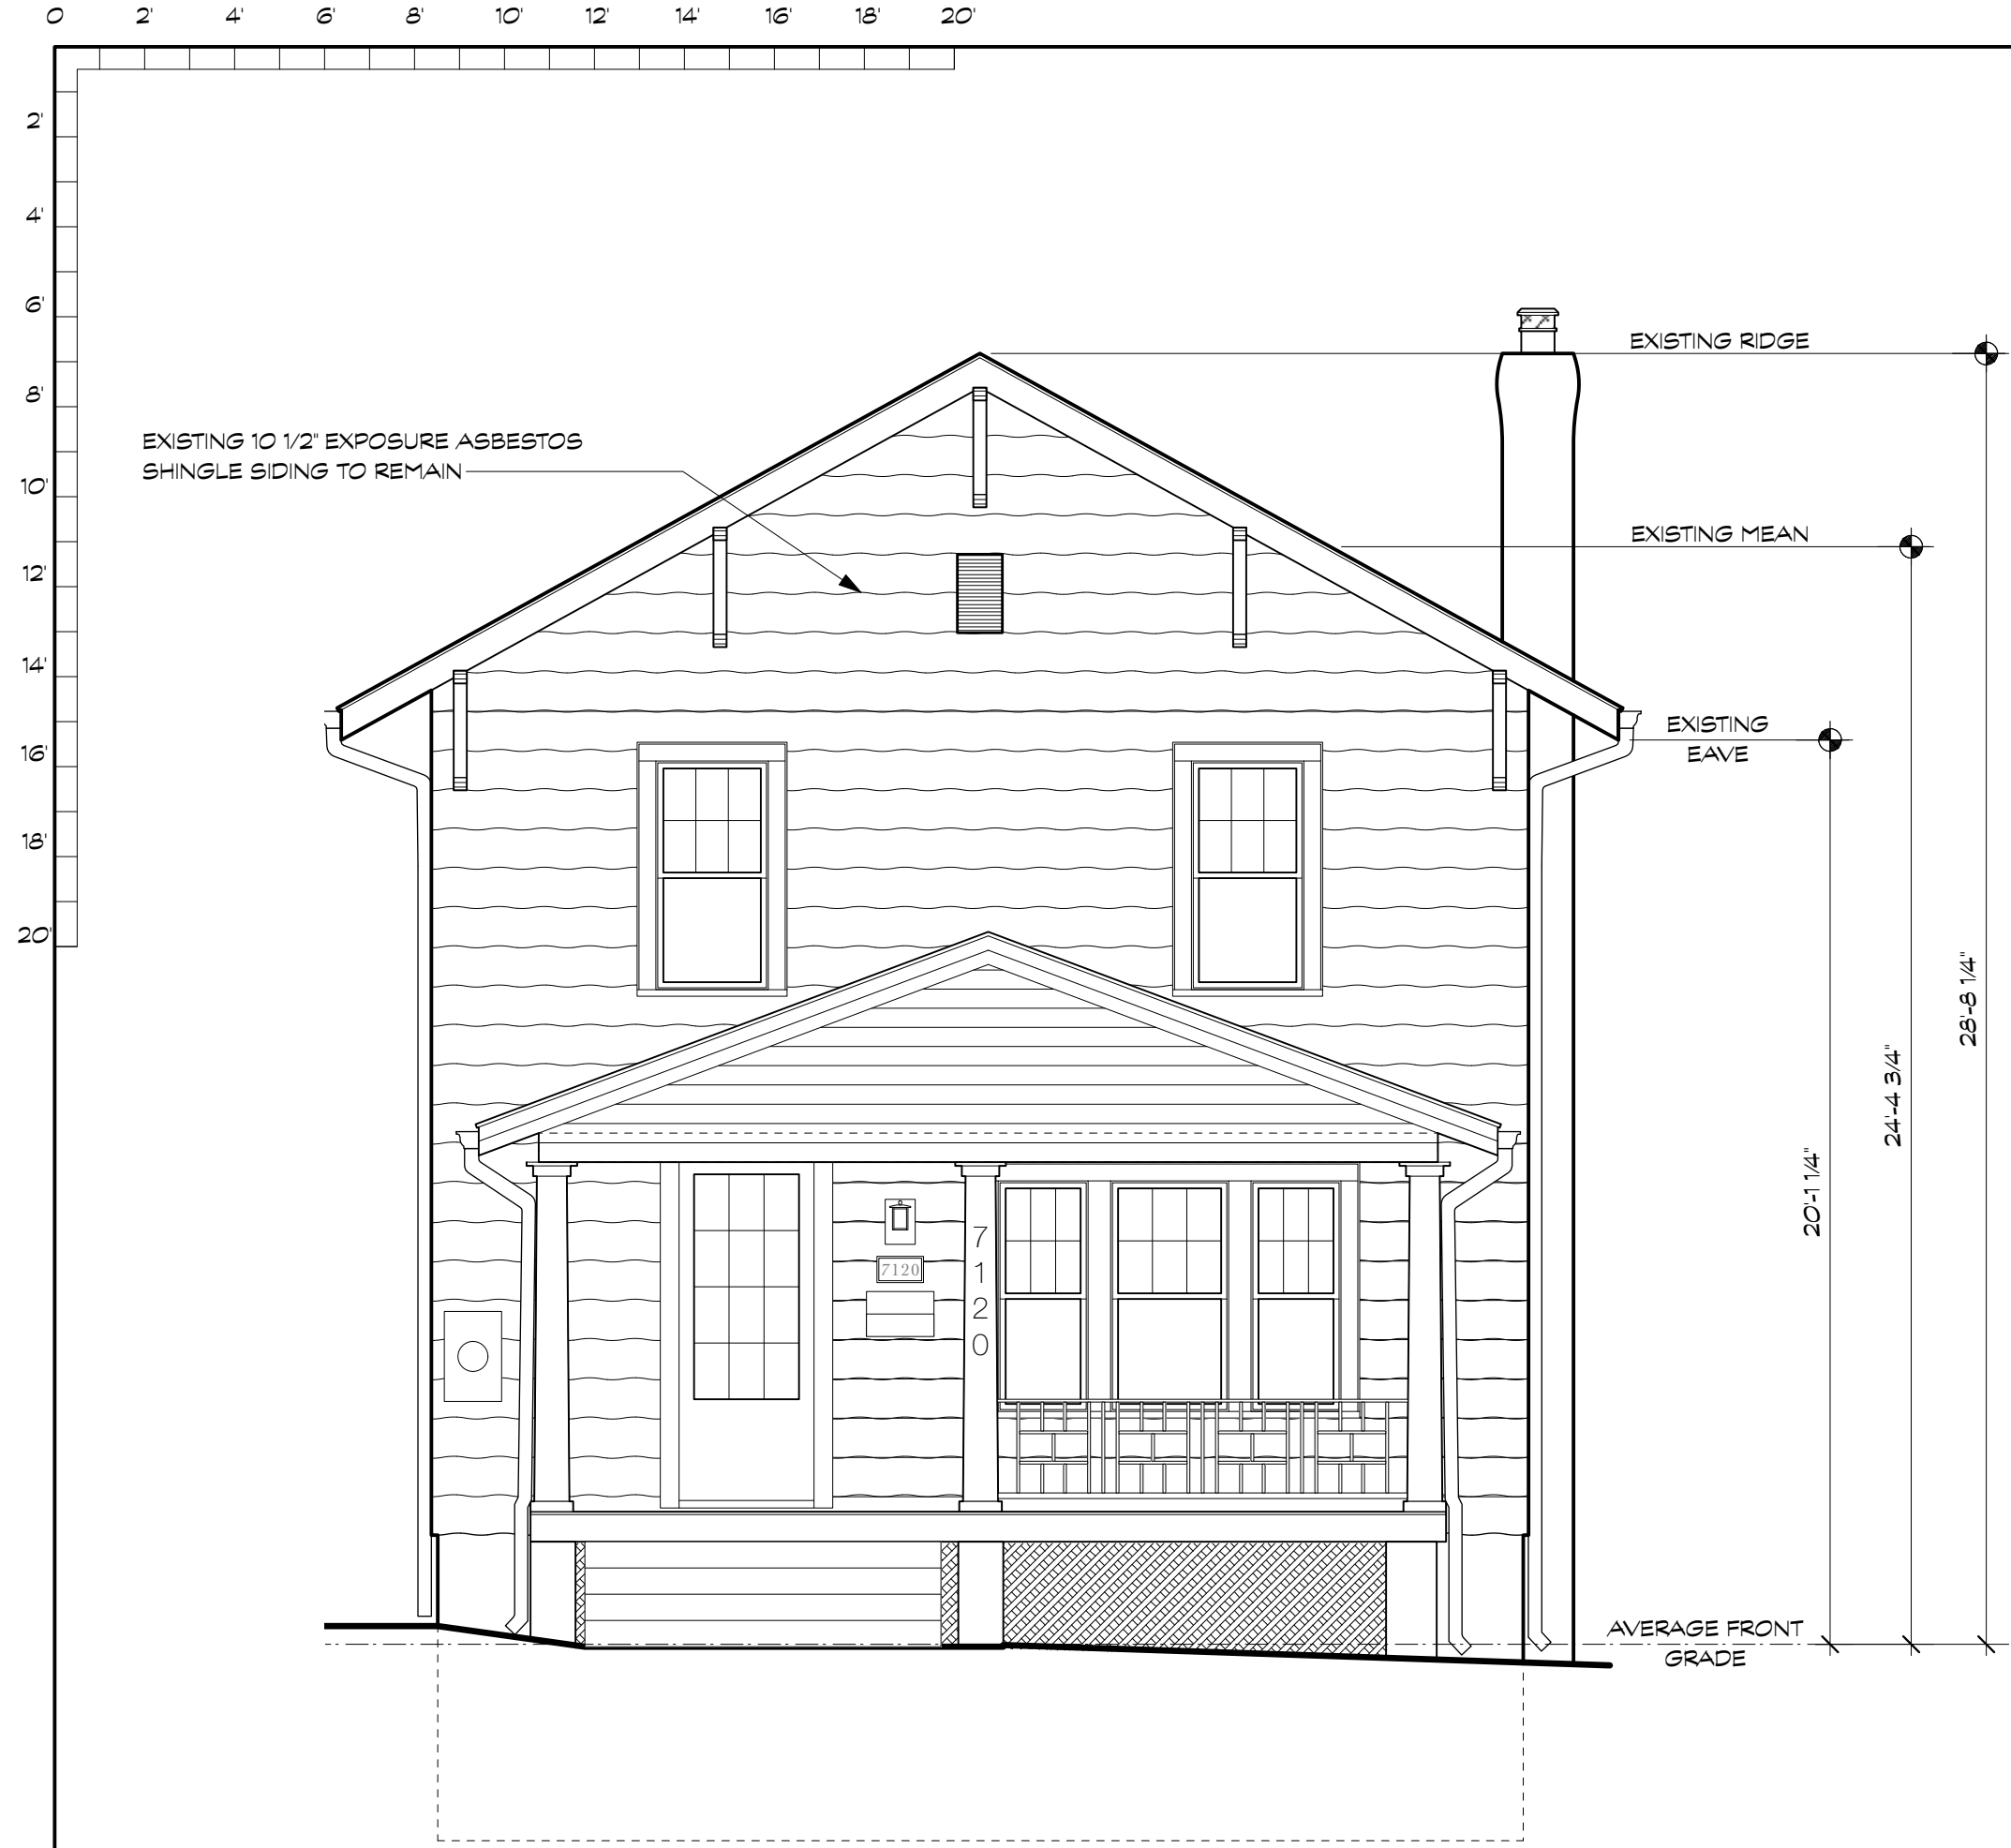 0 2' 4' 6' 8' 10' 12' 14' 16' 18' 20'
2'
4'
6'
8'
10'
12'
14'
16'
18'
20'
EXISTING RIDGE
EXISTING 10 1/2" EXPOSURE ASBESTOS
SHINGLE SIDING TO REMAIN
EXISTING MEAN
EXISTING
EAVE
28'-8 1/4"
24'-4 3/4"
20'-1 1/4"
7120
7
1
2
0
AVERAGE FRONT
GRADE